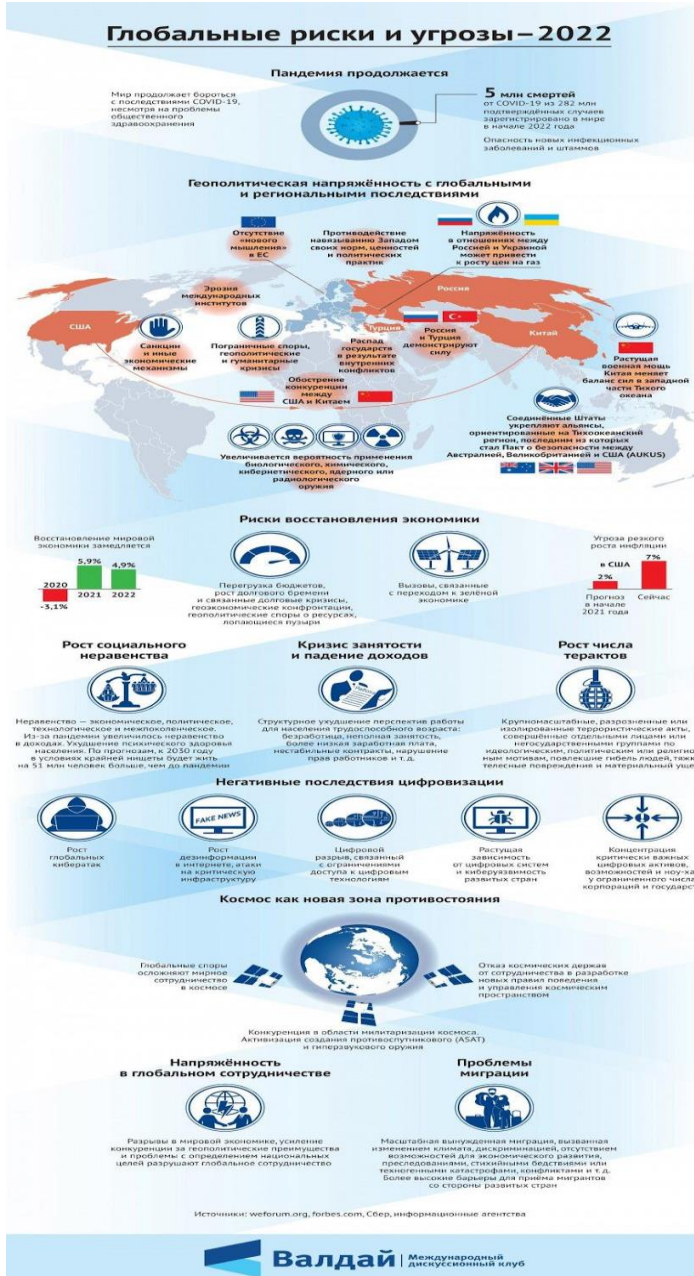 Глобальные риски и угрозы–2022
Пандемия продолжается
Мир продолжает бороться
с последствиями COVID-19,
несмотря на проблемы
общественного
здравоохранения
5 млн смертей
от COVID-19 из 282 млн
подтверждённых случаев
зарегистрировано в мире
в начале 2022 года
Опасность новых инфекционных
заболеваний и штаммов
Геополитическая напряжённость с глобальными
и региональными последствиями
Отсутствие
«нового
мышления»
в ЕС
Противодействие
навязыванию Западом
своих норм, ценностей
и политических
практик
Напряжённость
в отношениях между
Россией и Украиной
может привести
к росту цен на газ
Эрозия
международных
институтов
Россия
США
Турция
Китай
Санкции
и иные
экономические
механизмы
Пограничные споры,
геополитические
и гуманитарные
кризисы
Распад
государств
в результате
внутренних
конфликтов
Россия
и Турция
демонстрируют
силу
Растущая
военная мощь
Китая меняет
баланс сил в западной
части Тихого
океана
Обострение
конкуренции
между
США и Китаем
Соединённые Штаты
укрепляют альянсы,
ориентированные на Тихоокеанский
регион, последним из которых
стал Пакт о безопасности между
Австралией, Великобританией и США (AUKUS)
Увеличивается вероятность применения
биологического, химического,
кибернетического, ядерного или
радиологического
оружия
Риски восстановления экономики
Восстановление мировой
экономики замедляется
2020
-3,1%
5,9%
2021
4,9%
2022
Перегрузка бюджетов,
рост долгового бремени
и связанные долговые кризисы,
геоэкономические конфронтации,
геополитические споры о ресурсах,
лопающиеся пузыри
Вызовы, связанные
с переходом к зелёной
экономике
Угроза резкого
роста инфляции
в США
2%
7%
Прогноз
в начале
2021 года
Сейчас
Рост социального
неравенства
Неравенство — экономическое, политическое,
технологическое и межпоколенческое.
Из-за пандемии увеличилось неравенство
в доходах. Ухудшение психического здоровья
населения. По прогнозам, к 2030 году
в условиях крайней нищеты будет жить
на 51 млн человек больше, чем до пандемии
Кризис занятости
и падение доходов
Структурное ухудшение перспектив работы
для населения трудоспособного возраста:
безработица, неполная занятость,
более низкая заработная плата,
нестабильные контракты, нарушение
прав работников и т.д.
Рост числа
терактов
Крупномасштабные, разрозненные или
изолированные террористические акты,
совершённые отдельными лицами или
негосударственными группами по
идеологическим, политическим или религио
ным мотивам, повлекшие гибель людей, тяжк
телесные повреждения и материальный уще
Негативные последствия цифровизации
FAKE NEWS
Рост
глобальных
кибератак
Рост
дезинформации
в интернете, атаки
на критическую
инфраструктуру
Цифровой
разрыв, связанный
с ограничениями
доступа к цифровым
технологиям
Растущая
зависимость
от цифровых систем
и киберуязвимость
развитых стран
Концентрация
критически важных
цифровых активов,
возможностей и ноу-ха
у ограниченного числа
корпораций и государст
Космос как новая зона противостояния
Глобальные споры
осложняют мирное
сотрудничество
в космосе
Отказ космических держав
от сотрудничества в разработке
новых правил поведения
и управления космическим
пространством
Конкуренция в области милитаризации космоса.
Активизация создания противоспутникового (ASAT)
и гиперзвукового оружия
Напряжённость
в глобальном сотрудничестве
Разрывы в мировой экономике, усиление
конкуренции за геополитические преимущества
и проблемы с определением национальных
целей разрушают глобальное сотрудничество
Проблемы
миграции
Масштабная вынужденная миграция, вызванная
изменением климата, дискриминацией, отсутствием
возможностей для экономического развития,
преследованиями, стихийными бедствиями или
техногенными катастрофами, конфликтами и т.д.
Более высокие барьеры для приёма мигрантов
со стороны развитых стран
Источники: weforum.org, forbes.com, Сбер, информационные агентства
Валдай
Международный
дискуссионный клуб